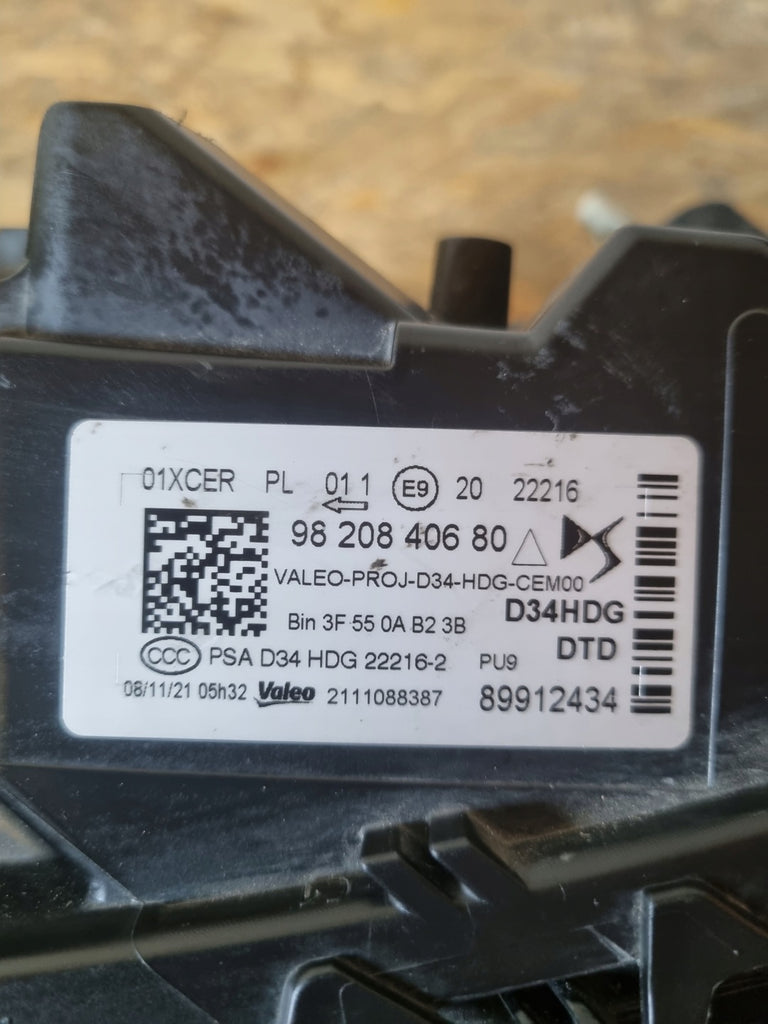 01XCER PL 01 1 E9 20 22216
98 208 406 80 DS
VALEO-PROJ-D34-HDG-CEM00
Bin 3F 55 0A B2 3B D34HDG
DTD
CCC PSA D34 HDG 22216-2 PU9
08/11/21 05h32 Valeo 2111088387 89912434